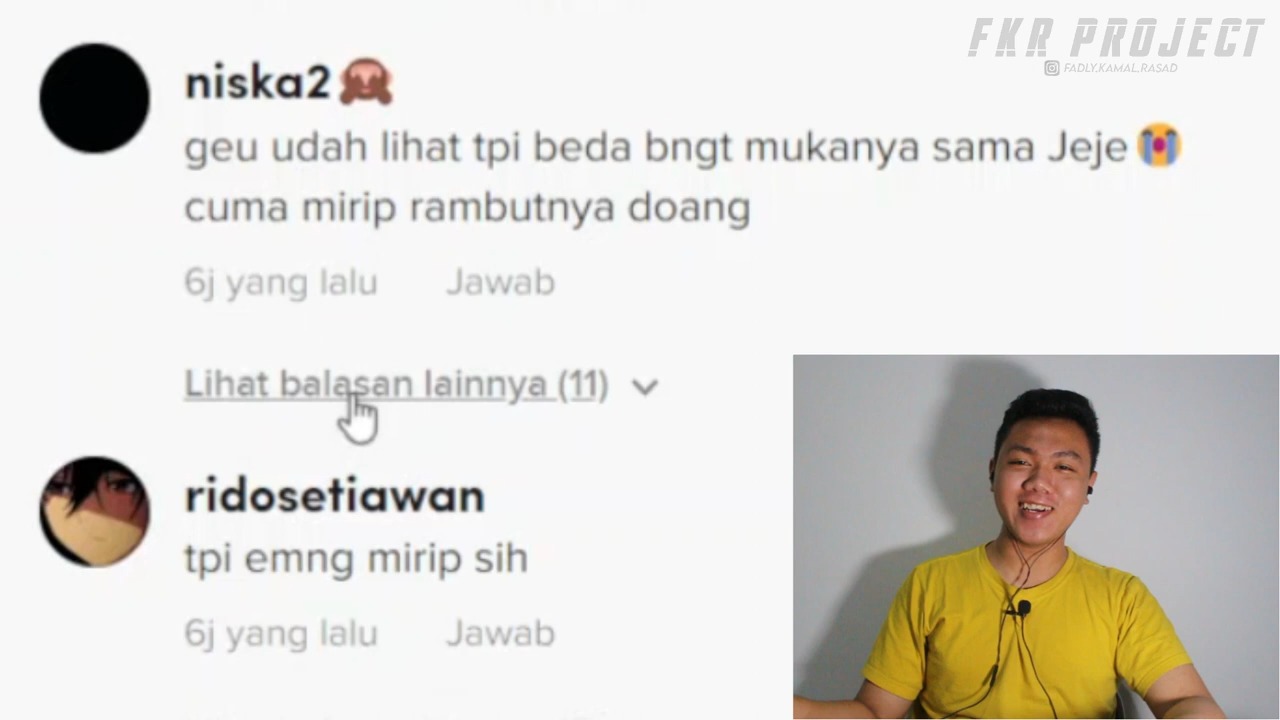 FKR PROJECT
FADLY.KAMAL.RASAD
niska2🙊
geu udah lihat tpi beda bngt mukanya sama Jeje😭
cuma mirip rambutnya doang
6j yang lalu Jawab
Lihat balasan lainnya (11)
ridosetiawan
tpi emng mirip sih
6j yang lalu Jawab